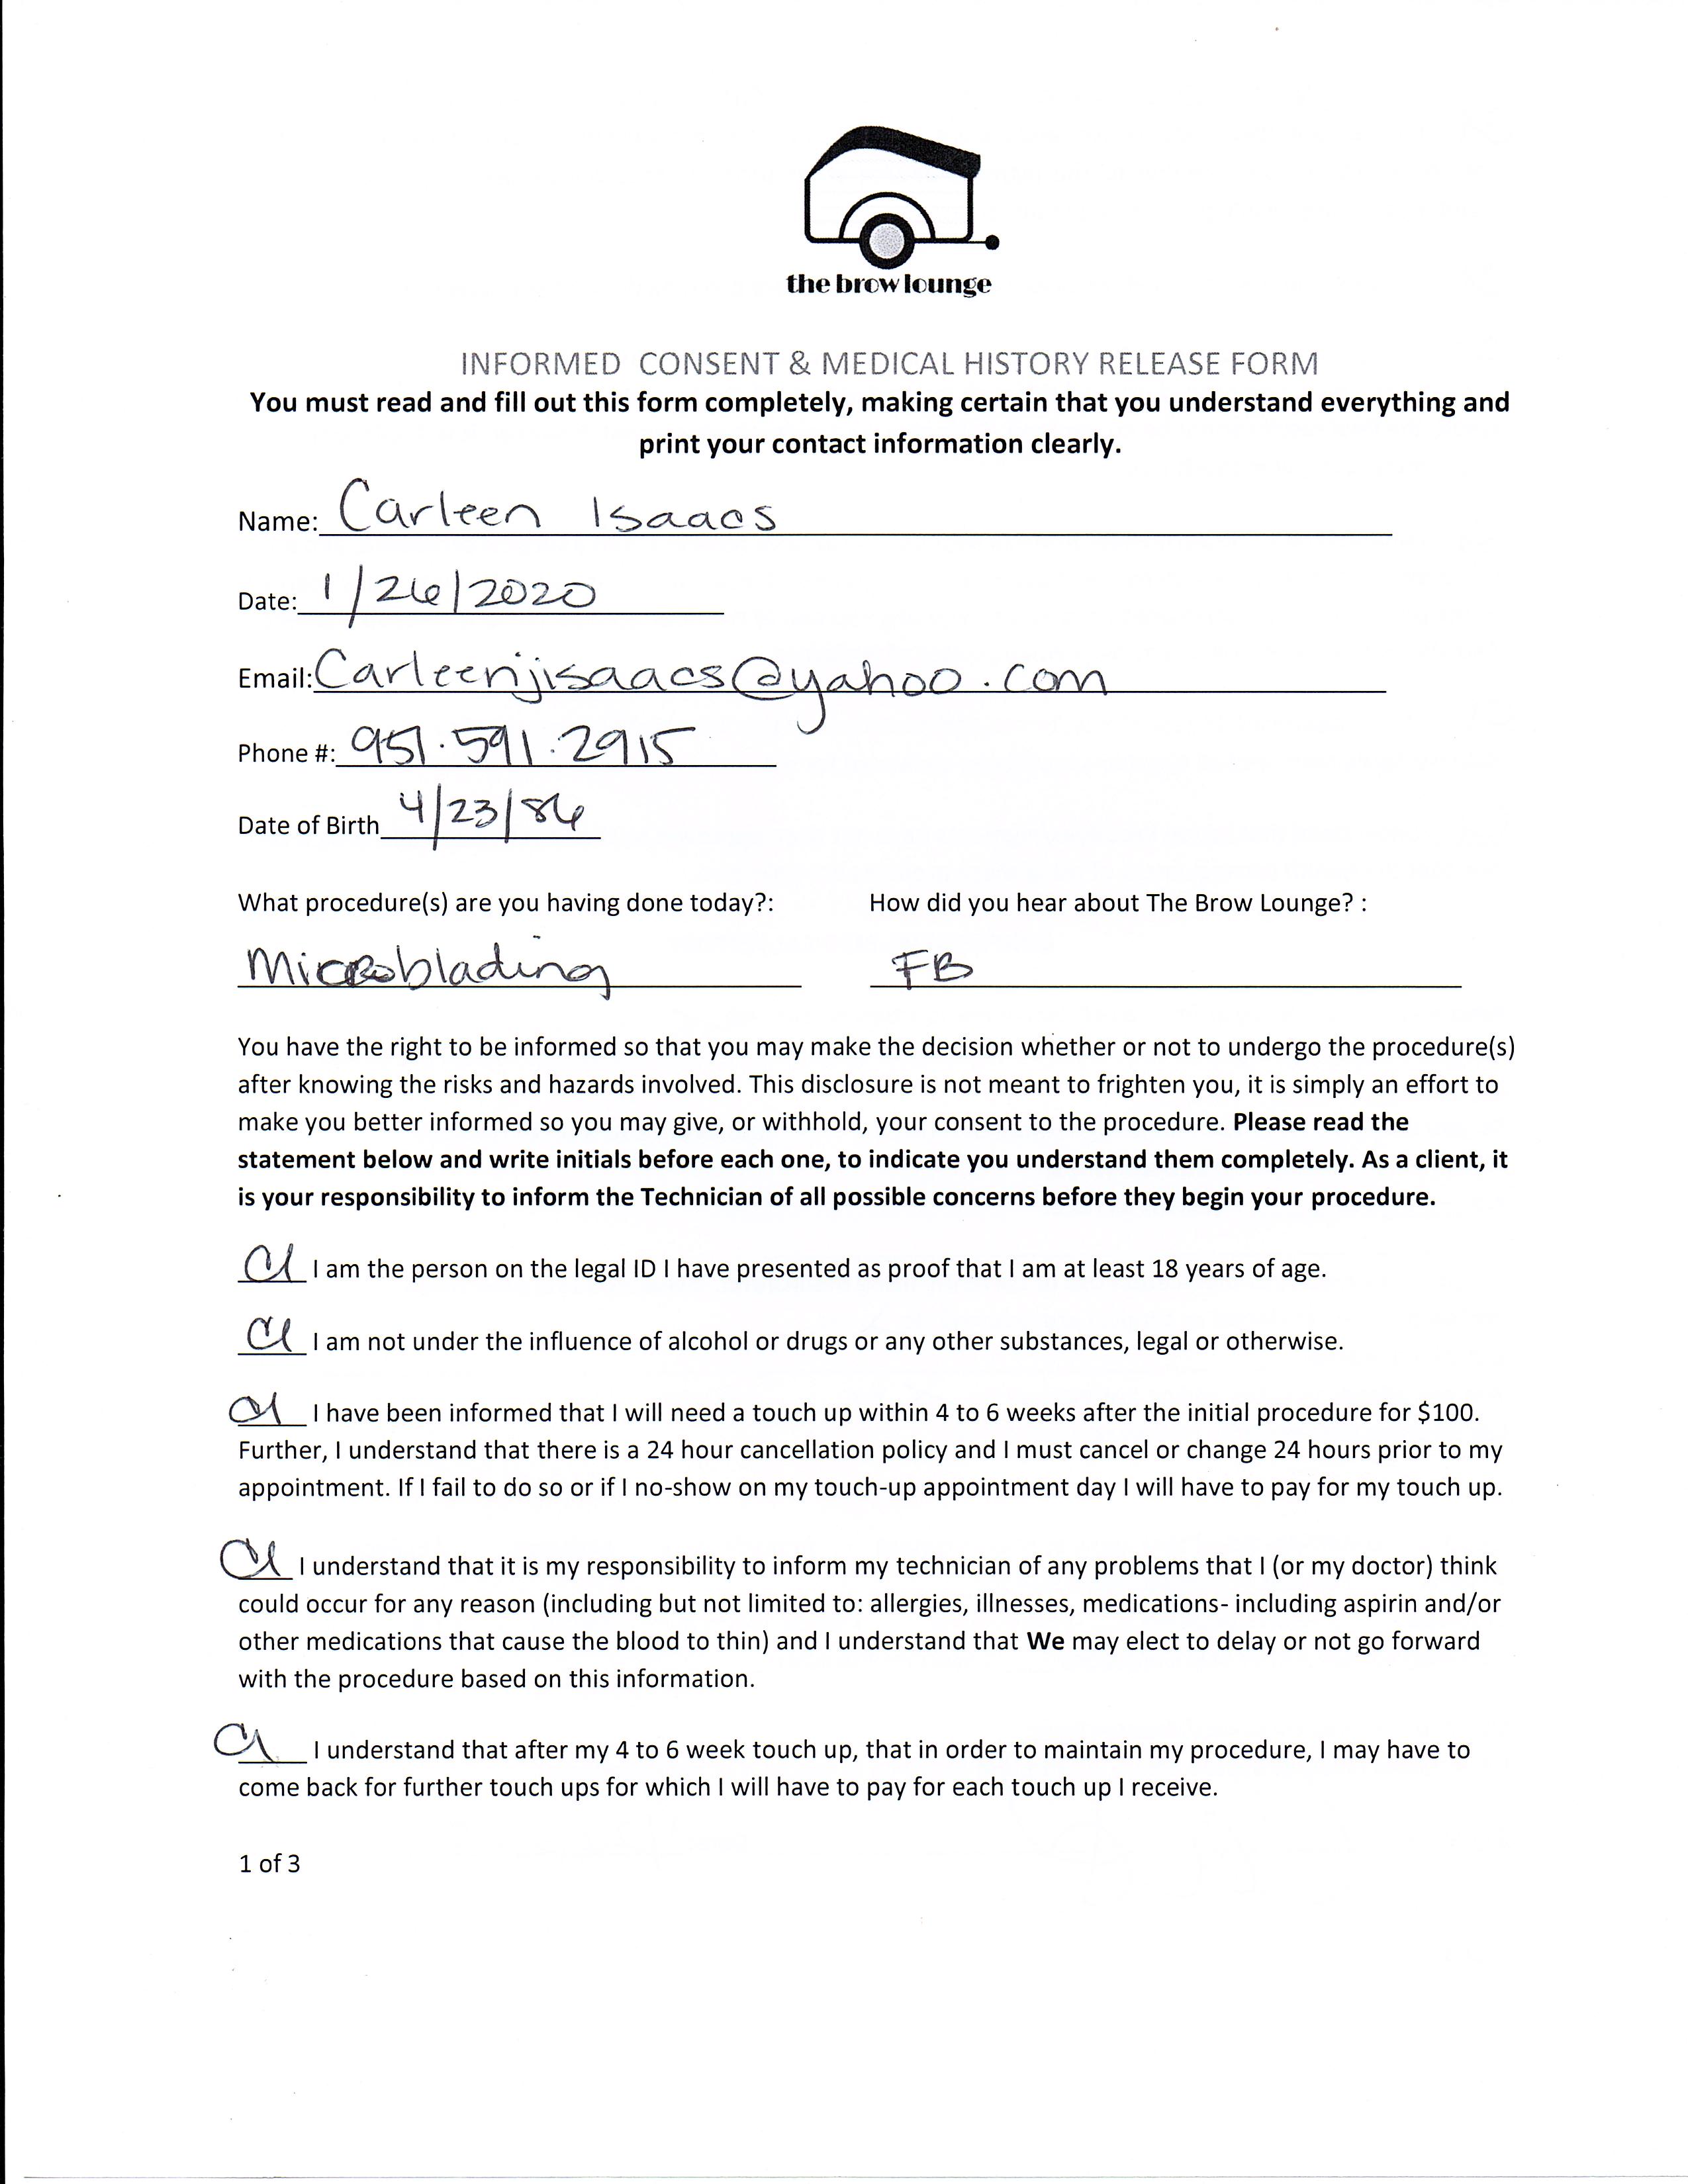 the brow lounge
INFORMED CONSENT & MEDICAL HISTORY RELEASE FORM
You must read and fill out this form completely, making certain that you understand everything and
print your contact information clearly.
Name: Carleen Isaacs
Date: 1/26/2020
Email: Carleenjisaacs@yahoo.com
Phone #: 951.591.2915
Date of Birth 4/23/86
What procedure(s) are you having done today?: How did you hear about The Brow Lounge? :
Microblading FB
You have the right to be informed so that you may make the decision whether or not to undergo the procedure(s)
after knowing the risks and hazards involved. This disclosure is not meant to frighten you, it is simply an effort to
make you better informed so you may give, or withhold, your consent to the procedure. Please read the
statement below and write initials before each one, to indicate you understand them completely. As a client, it
is your responsibility to inform the Technician of all possible concerns before they begin your procedure.
CI I am the person on the legal ID I have presented as proof that I am at least 18 years of age.
CI I am not under the influence of alcohol or drugs or any other substances, legal or otherwise.
CI I have been informed that I will need a touch up within 4 to 6 weeks after the initial procedure for $100.
Further, I understand that there is a 24 hour cancellation policy and I must cancel or change 24 hours prior to my
appointment. If I fail to do so or if I no-show on my touch-up appointment day I will have to pay for my touch up.
CI I understand that it is my responsibility to inform my technician of any problems that I (or my doctor) think
could occur for any reason (including but not limited to: allergies, illnesses, medications- including aspirin and/or
other medications that cause the blood to thin) and I understand that We may elect to delay or not go forward
with the procedure based on this information.
CI I understand that after my 4 to 6 week touch up, that in order to maintain my procedure, I may have to
come back for further touch ups for which I will have to pay for each touch up I receive.
1 of 3